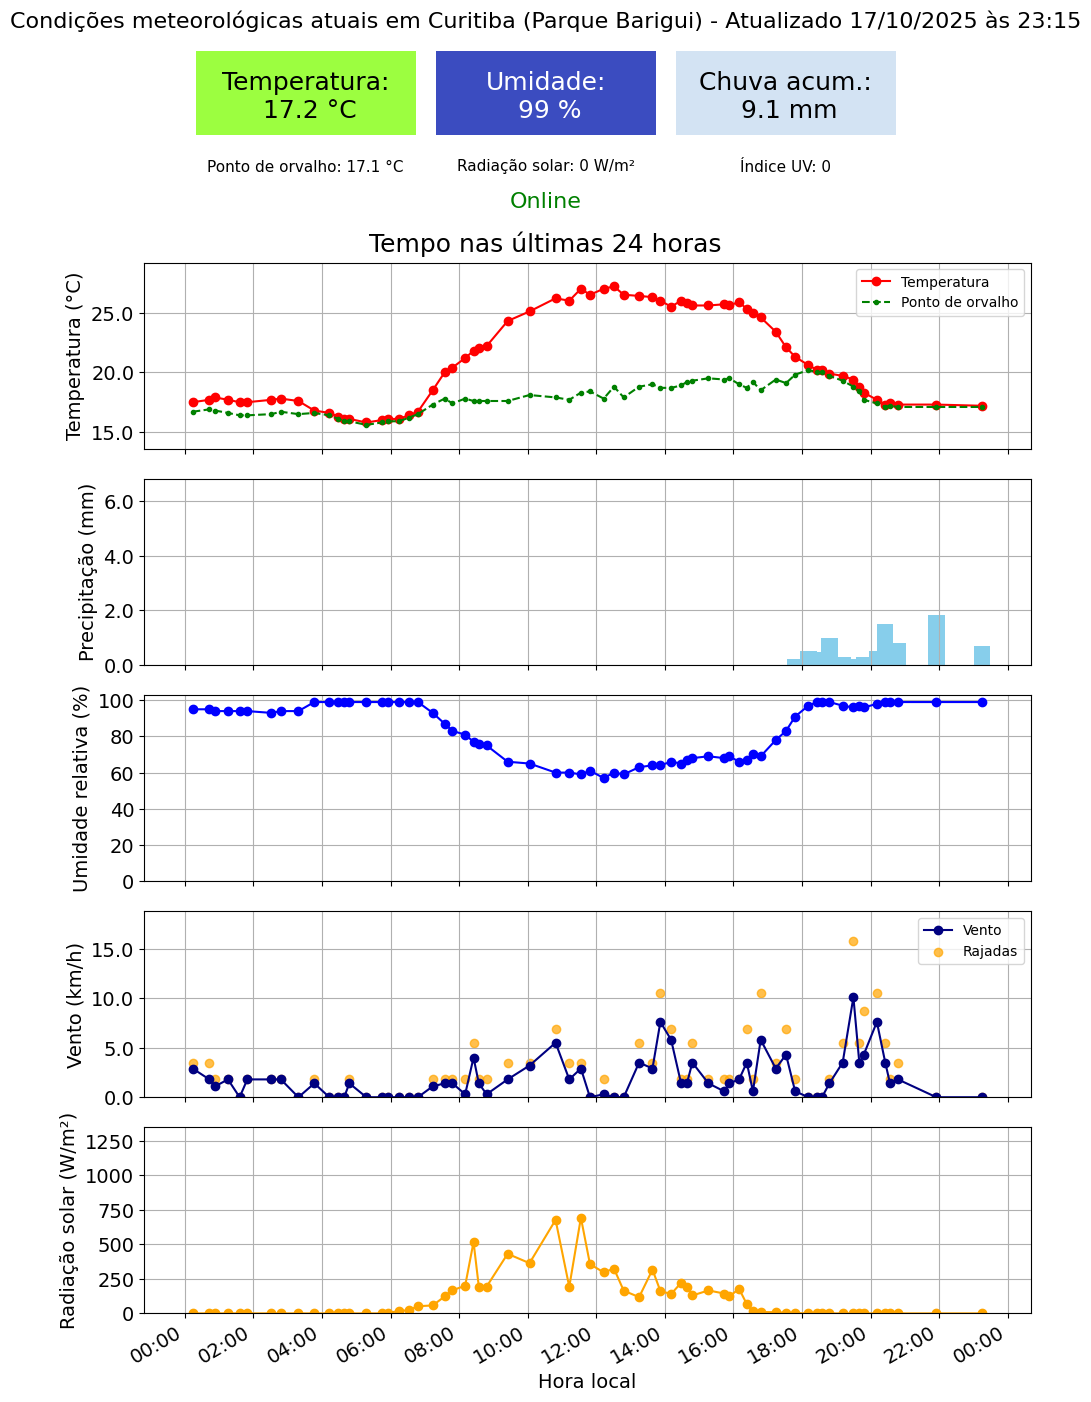 Condições meteorológicas atuais em Curitiba (Parque Barigui) - Atualizado 17/10/2025 às 23:15
Temperatura:
17.2 °C
Umidade:
99 %
Chuva acum.:
9.1 mm
Ponto de orvalho: 17.1 °C
Radiação solar: 0 W/m²
Índice UV: 0
Online
Tempo nas últimas 24 horas
Temperatura (°C)
25.0
20.0
15.0
Temperatura
Ponto de orvalho
Precipitação (mm)
6.0
4.0
2.0
0.0
Umidade relativa (%)
100
80
60
40
20
0
Vento (km/h)
15.0
10.0
5.0
0.0
Vento
Rajadas
Radiação solar (W/m²)
1250
1000
750
500
250
0
00:00
02:00
04:00
06:00
08:00
10:00
12:00
14:00
16:00
18:00
20:00
22:00
00:00
Hora local